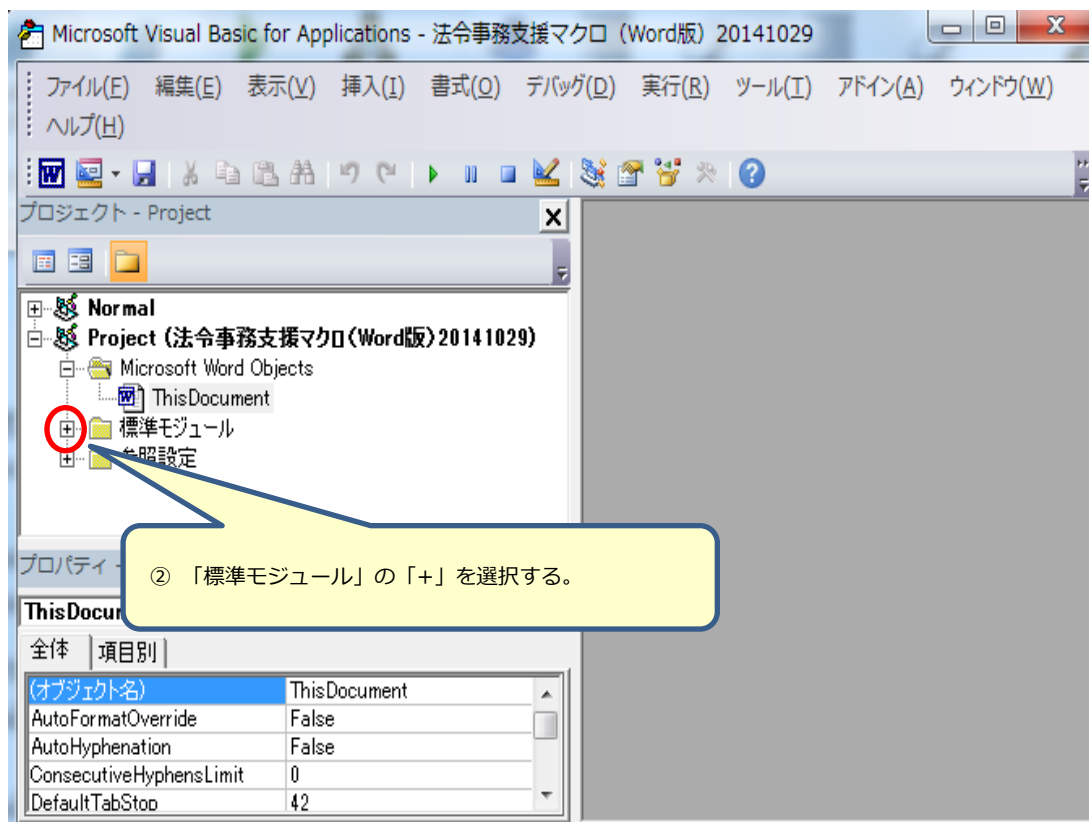 Microsoft Visual Basic for Applications - 法令事務支援マクロ（Word版）20141029
ファイル(F) 編集(E) 表示(V) 挿入(I) 書式(O) デバッグ(D) 実行(R) ツール(T) アドイン(A) ウィンドウ(W)
ヘルプ(H)
プロジェクト - Project
Normal
Project (法令事務支援マクロ(Word版)20141029)
Microsoft Word Objects
ThisDocument
標準モジュール
参照設定
② 「標準モジュール」の「+」を選択する。
プロパティ -
ThisDocum
全体 項目別
(オブジェクト名) ThisDocument
AutoFormatOverride False
AutoHyphenation False
ConsecutiveHyphensLimit 0
DefaultTabStop 42